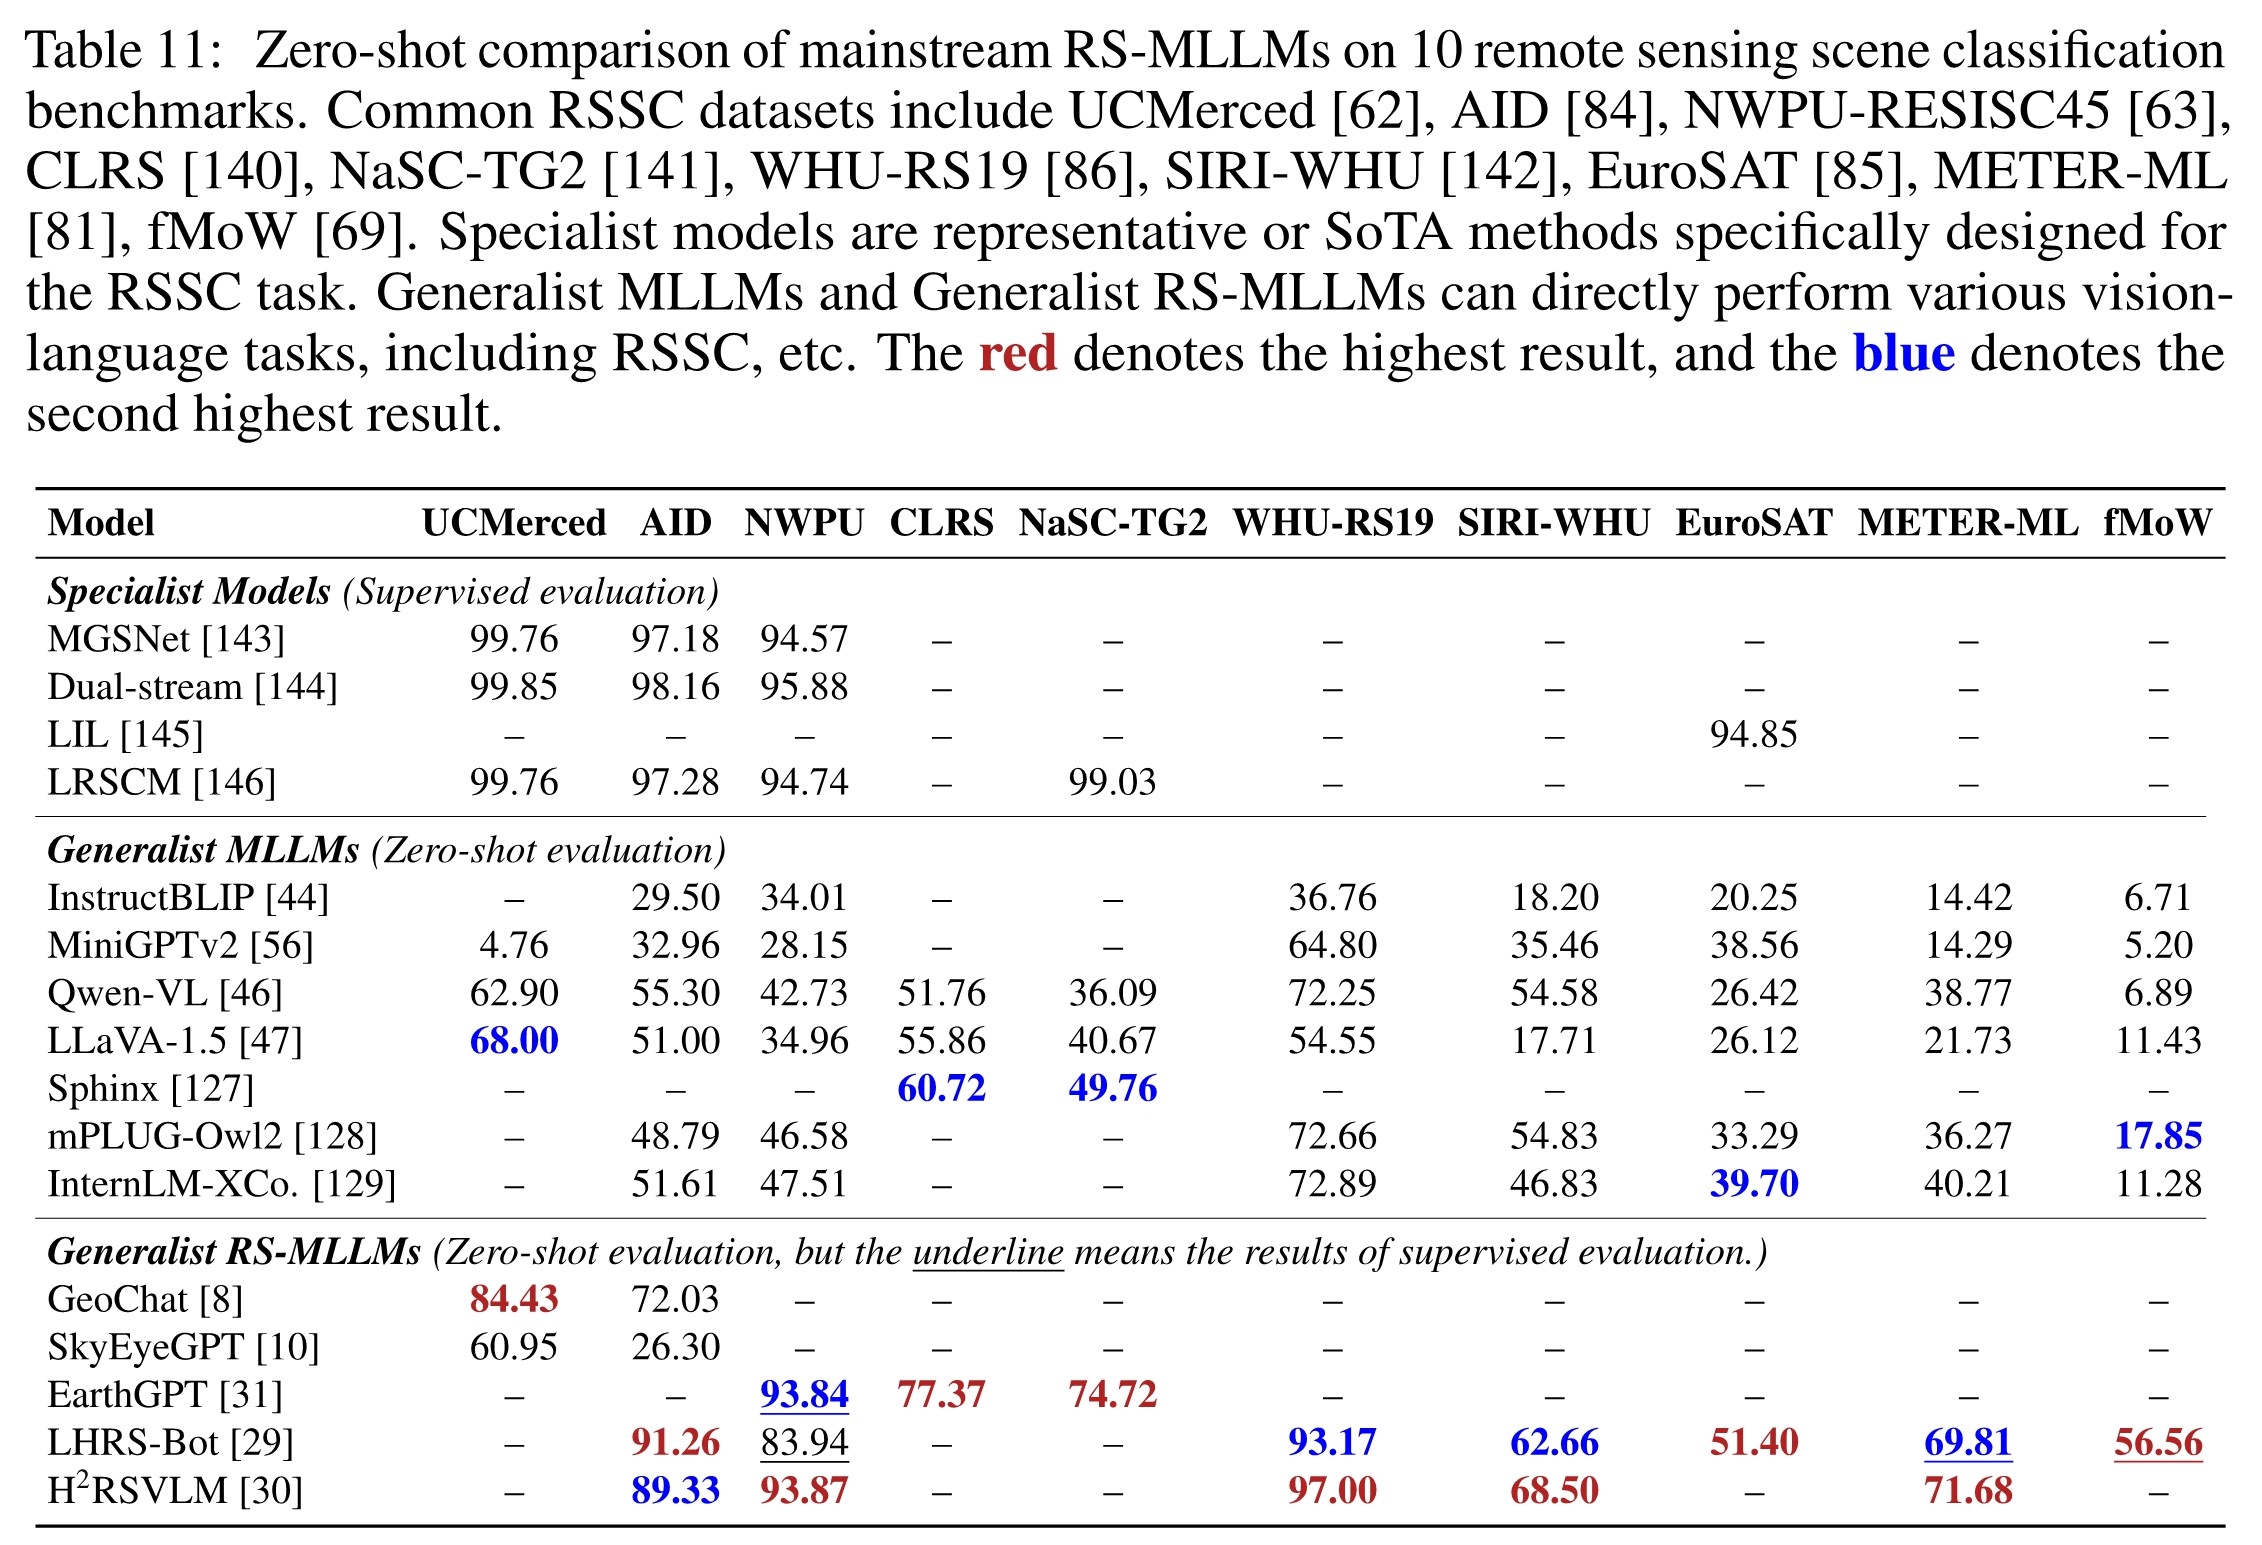 Table 11: Zero-shot comparison of mainstream RS-MLLMs on 10 remote sensing scene classification
benchmarks. Common RSSC datasets include UCMerced [62], AID [84], NWPU-RESISC45 [63],
CLRS [140], NaSC-TG2 [141], WHU-RS19 [86], SIRI-WHU [142], EuroSAT [85], METER-ML
[81], fMoW [69]. Specialist models are representative or SoTA methods specifically designed for
the RSSC task. Generalist MLLMs and Generalist RS-MLLMs can directly perform various vision-
language tasks, including RSSC, etc. The red denotes the highest result, and the blue denotes the
second highest result.
Model UCMerced AID NWPU CLRS NaSC-TG2 WHU-RS19 SIRI-WHU EuroSAT METER-ML fMoW
Specialist Models (Supervised evaluation)
MGSNet [143] 99.76 97.18 94.57 – – – – – – –
Dual-stream [144] 99.85 98.16 95.88 – – – – – – –
LIL [145] – – – – – – – 94.85 – –
LRSCM [146] 99.76 97.28 94.74 – 99.03 – – – – –
Generalist MLLMs (Zero-shot evaluation)
InstructBLIP [44] – 29.50 34.01 – – 36.76 18.20 20.25 14.42 6.71
MiniGPTv2 [56] 4.76 32.96 28.15 – – 64.80 35.46 38.56 14.29 5.20
Qwen-VL [46] 62.90 55.30 42.73 51.76 36.09 72.25 54.58 26.42 38.77 6.89
LLaVA-1.5 [47] 68.00 51.00 34.96 55.86 40.67 54.55 17.71 26.12 21.73 11.43
Sphinx [127] – – – 60.72 49.76 – – – – –
mPLUG-Owl2 [128] – 48.79 46.58 – – 72.66 54.83 33.29 36.27 17.85
InternLM-XCo. [129] – 51.61 47.51 – – 72.89 46.83 39.70 40.21 11.28
Generalist RS-MLLMs (Zero-shot evaluation, but the underline means the results of supervised evaluation.)
GeoChat [8] 84.43 72.03 – – – – – – – –
SkyEyeGPT [10] 60.95 26.30 – – – – – – – –
EarthGPT [31] – – 93.84 77.37 74.72 – – – – –
LHRS-Bot [29] – 91.26 83.94 – – 93.17 62.66 51.40 69.81 56.56
H²RSVLM [30] – 89.33 93.87 – – 97.00 68.50 – 71.68 –